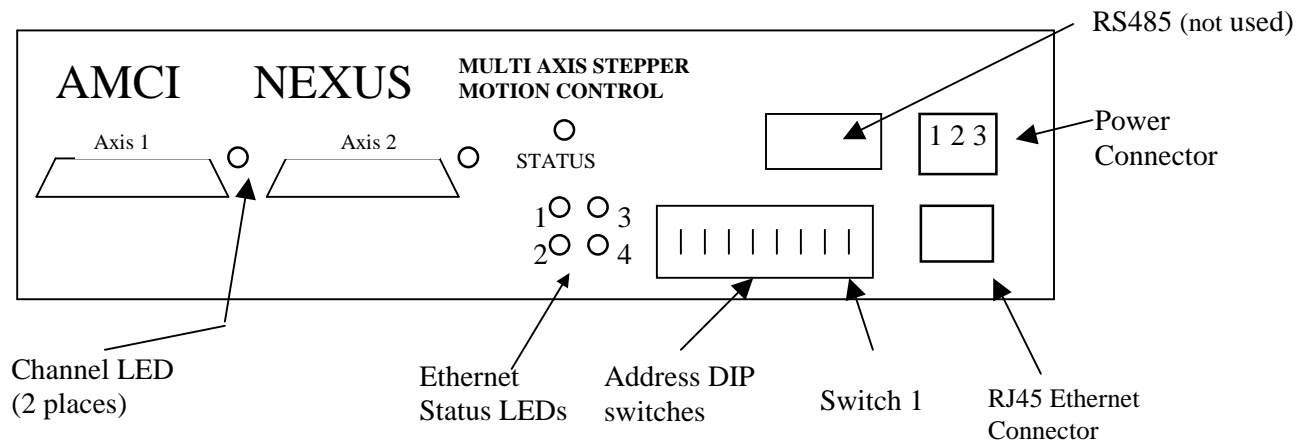 RS485 (not used)
AMCI NEXUS
MULTI AXIS STEPPER
MOTION CONTROL
Axis 1
Axis 2
STATUS
1 2 3
Power
Connector
1 3
2 4
Channel LED
(2 places)
Ethernet
Status LEDs
Address DIP
switches
Switch 1
RJ45 Ethernet
Connector